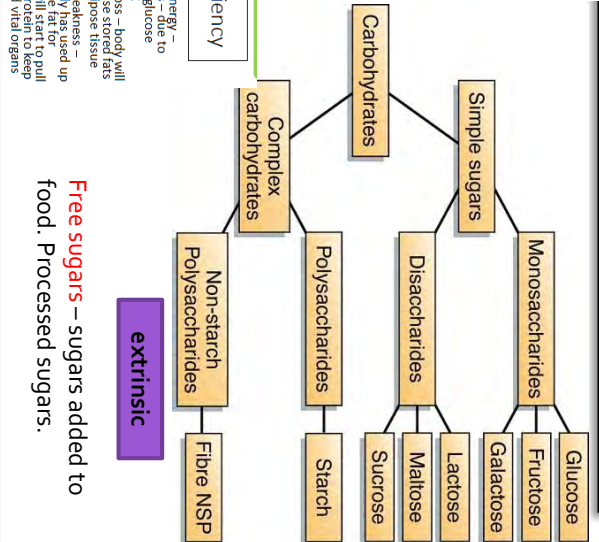 Carbohydrates
Simple sugars
Monosaccharides
Glucose
Fructose
Galactose
Disaccharides
Lactose
Maltose
Sucrose
Complex
carbohydrates
Polysaccharides
Starch
Non-starch
Polysaccharides
Fibre NSP
iency
nergy –
– due to
glucose
oss – body will
se stored fats
ipose tissue
eakness –
ly has used up
e fat for
ill start to pull
rotein to keep
d vital organs
extrinsic
Free sugars – sugars added to
food. Processed sugars.